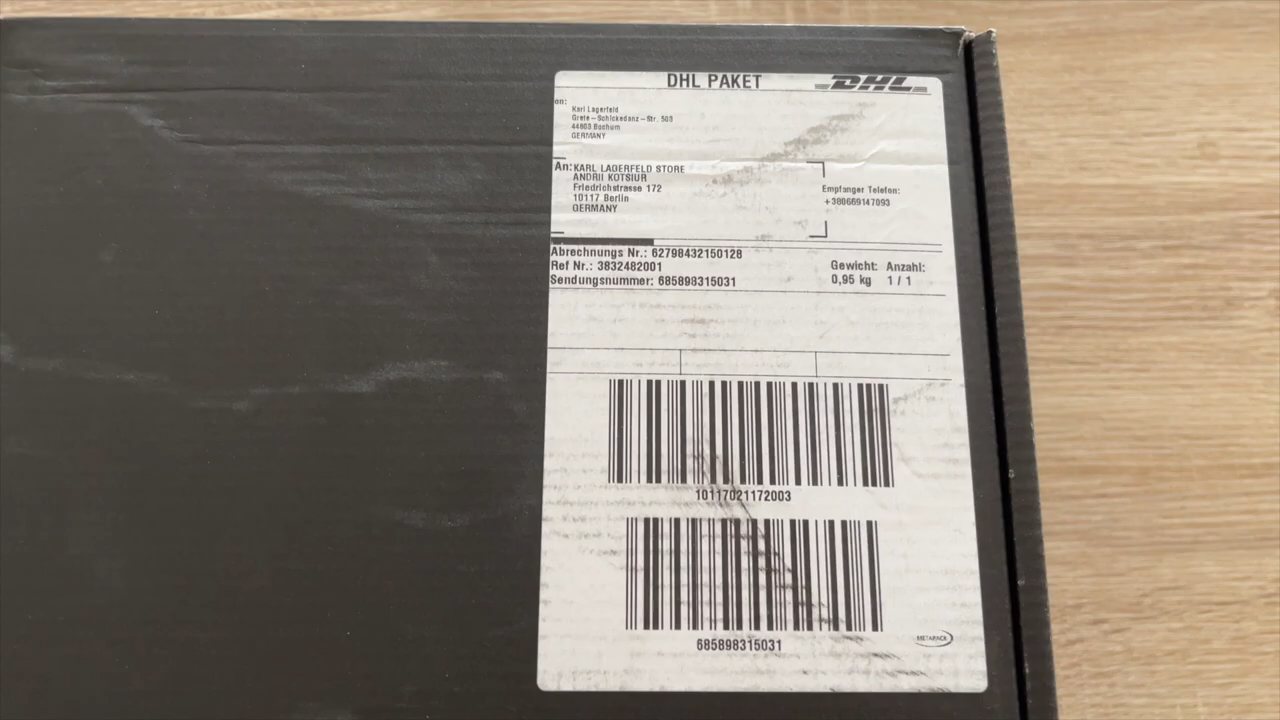 DHL PAKET
DHL
en:
Karl Lagerfeld
Grete-Schickedanz-Str. 503
44803 Bochum
GERMANY
An: KARL LAGERFELD STORE
ANDRII KOTSIUR
Friedrichstrasse 172
10117 Berlin
GERMANY
Empfanger Telefon:
+380669147093
Abrechnungs Nr.: 62798432150128
Ref Nr.: 3832482001
Sendungsnummer: 685898315031
Gewicht: Anzahl:
0,95 kg 1 / 1
10117021172003
685898315031
METAPACK